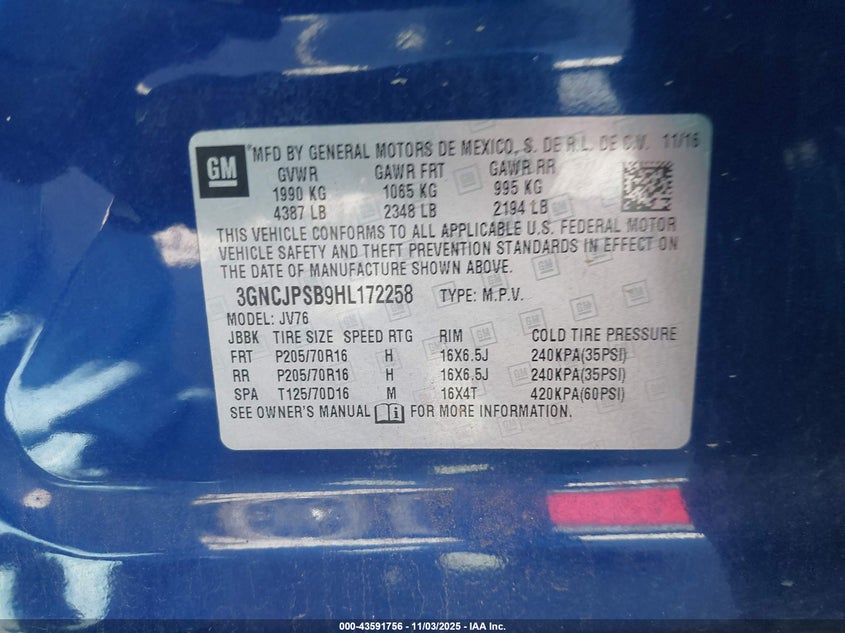 GM
*MFD BY GENERAL MOTORS DE MEXICO, S. DE R.L. DE C.V. 11/16
GVWR GAWR FRT GAWR RR
1990 KG 1065 KG 995 KG
4387 LB 2348 LB 2194 LB
THIS VEHICLE CONFORMS TO ALL APPLICABLE U.S. FEDERAL MOTOR
VEHICLE SAFETY AND THEFT PREVENTION STANDARDS IN EFFECT ON
THE DATE OF MANUFACTURE SHOWN ABOVE.
3GNCJPSB9HL172258 TYPE: M.P.V.
MODEL: JV76
JBBK TIRE SIZE SPEED RTG RIM COLD TIRE PRESSURE
FRT P205/70R16 H 16X6.5J 240KPA(35PSI)
RR P205/70R16 H 16X6.5J 240KPA(35PSI)
SPA T125/70D16 M 16X4T 420KPA(60PSI)
SEE OWNER'S MANUAL FOR MORE INFORMATION.
000-43591756 - 11/03/2025 - IAA Inc.